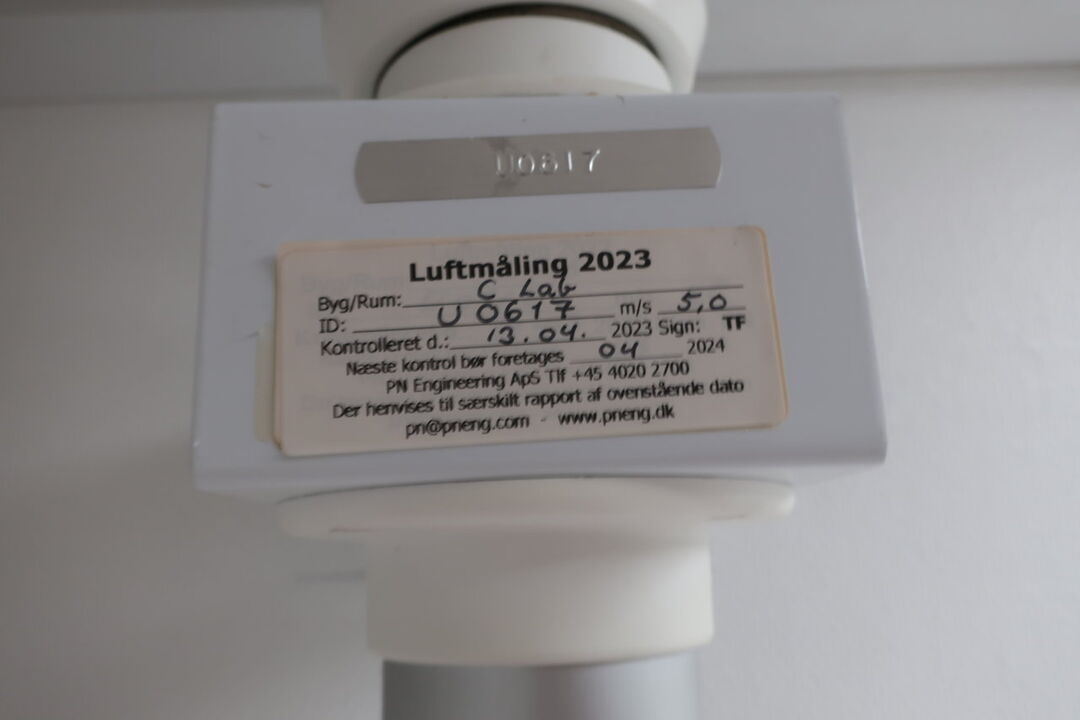 U0617
Luftmåling 2023
Byg/Rum: C Lab
ID: U 0617 m/s 5,0
Kontrolleret d.: 13.04. 2023 Sign: TF
Næste kontrol bør foretages 04 2024
PN Engineering ApS Tlf +45 4020 2700
Der henvises til særskilt rapport af ovenstående dato
pn@pneng.com - www.pneng.dk